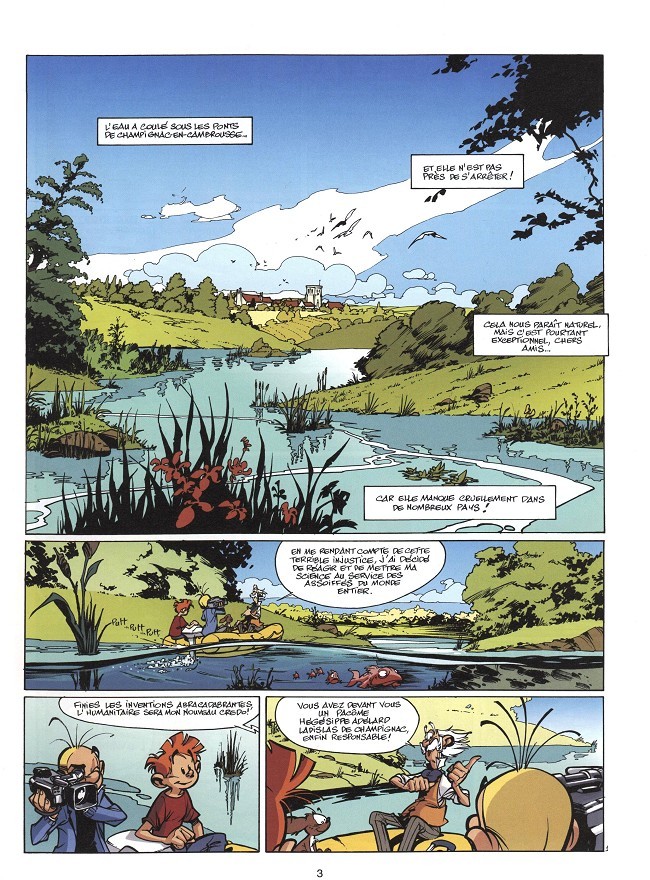 L'EAU A COULÉ SOUS LES PONTS
DE CHAMPIGNAC-EN-CAMBROUSSE...
ET ELLE N'EST PAS
PRÈS DE S'ARRÊTER !
CELA NOUS PARAÎT NATUREL,
MAIS C'EST POURTANT
EXCEPTIONNEL, CHERS
AMIS...
CAR ELLE MANQUE CRUELLEMENT DANS
DE NOMBREUX PAYS !
EN ME RENDANT COMPTE DE CETTE
TERRIBLE INJUSTICE, J'AI DÉCIDÉ
DE RÉAGIR ET DE METTRE MA
SCIENCE AU SERVICE DES
ASSOIFFÉS DU MONDE
ENTIER.
PUTT... PUTT... PUTT...
FINIES LES INVENTIONS ABRACADABRANTES
L'HUMANITAIRE SERA MON NOUVEAU CREDO!
VOUS AVEZ DEVANT VOUS
UN PACÔME
HÉGÉSIPPE ADÉLARD
LADISLAS DE CHAMPIGNAC,
ENFIN RESPONSABLE!
3